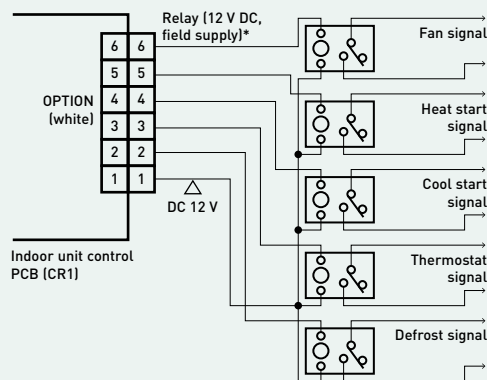 Relay (12 V DC,
field supply)*
6 6
5 5
4 4
3 3
2 2
1 1
OPTION
(white)
DC 12 V
Indoor unit control
PCB (CR1)
Fan signal
Heat start
signal
Cool start
signal
Thermostat
signal
Defrost signal